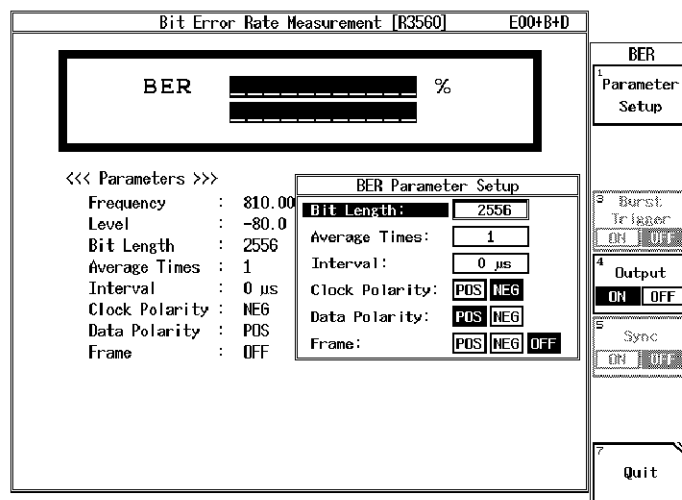 Bit Error Rate Measurement [R3560] E00+B+D
BER %
<<< Parameters >>>
Frequency : 810.00
Level : -80.0
Bit Length : 2556
Average Times : 1
Interval : 0 µs
Clock Polarity : NEG
Data Polarity : POS
Frame : OFF
BER Parameter Setup
Bit Length: 2556
Average Times: 1
Interval: 0 µs
Clock Polarity: POS NEG
Data Polarity: POS NEG
Frame: POS NEG OFF
BER
1
Parameter
Setup
3 Burst
Trigger
ON OFF
4
Output
ON OFF
5
Sync
ON OFF
7
Quit